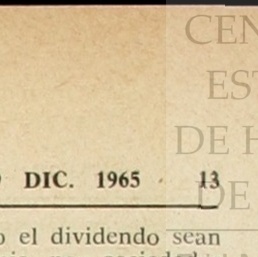 CEN
EST
DE H
DIC. 1965 13
DE
el dividendo sean